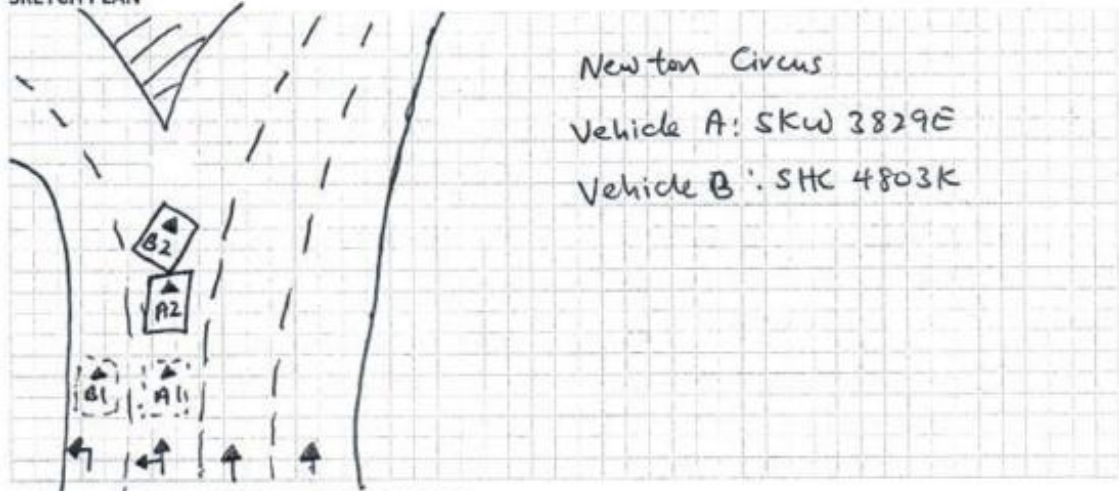 SKETCH PLAN
Newton Circus
Vehicle A: SKW 3829E
Vehicle B: SHC 4803K
B2
A2
B1 A1